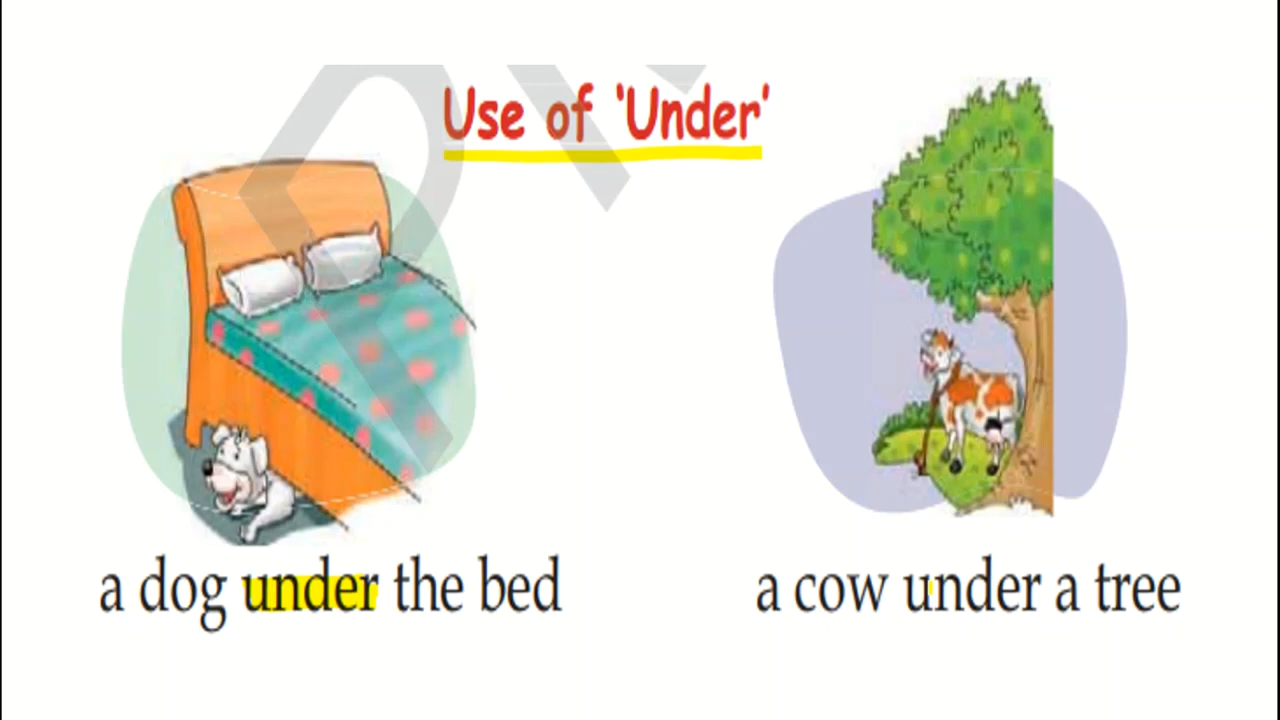 Use of ‘Under’
a dog under the bed
a cow under a tree